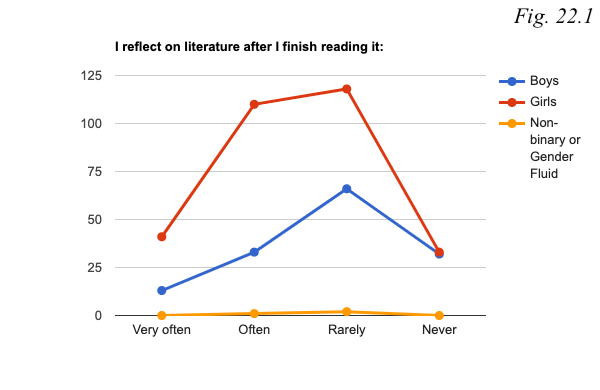 Fig. 22.1
I reflect on literature after I finish reading it:
125
100
75
50
25
0
Very often
Often
Rarely
Never
Boys
Girls
Non-
binary or
Gender
Fluid